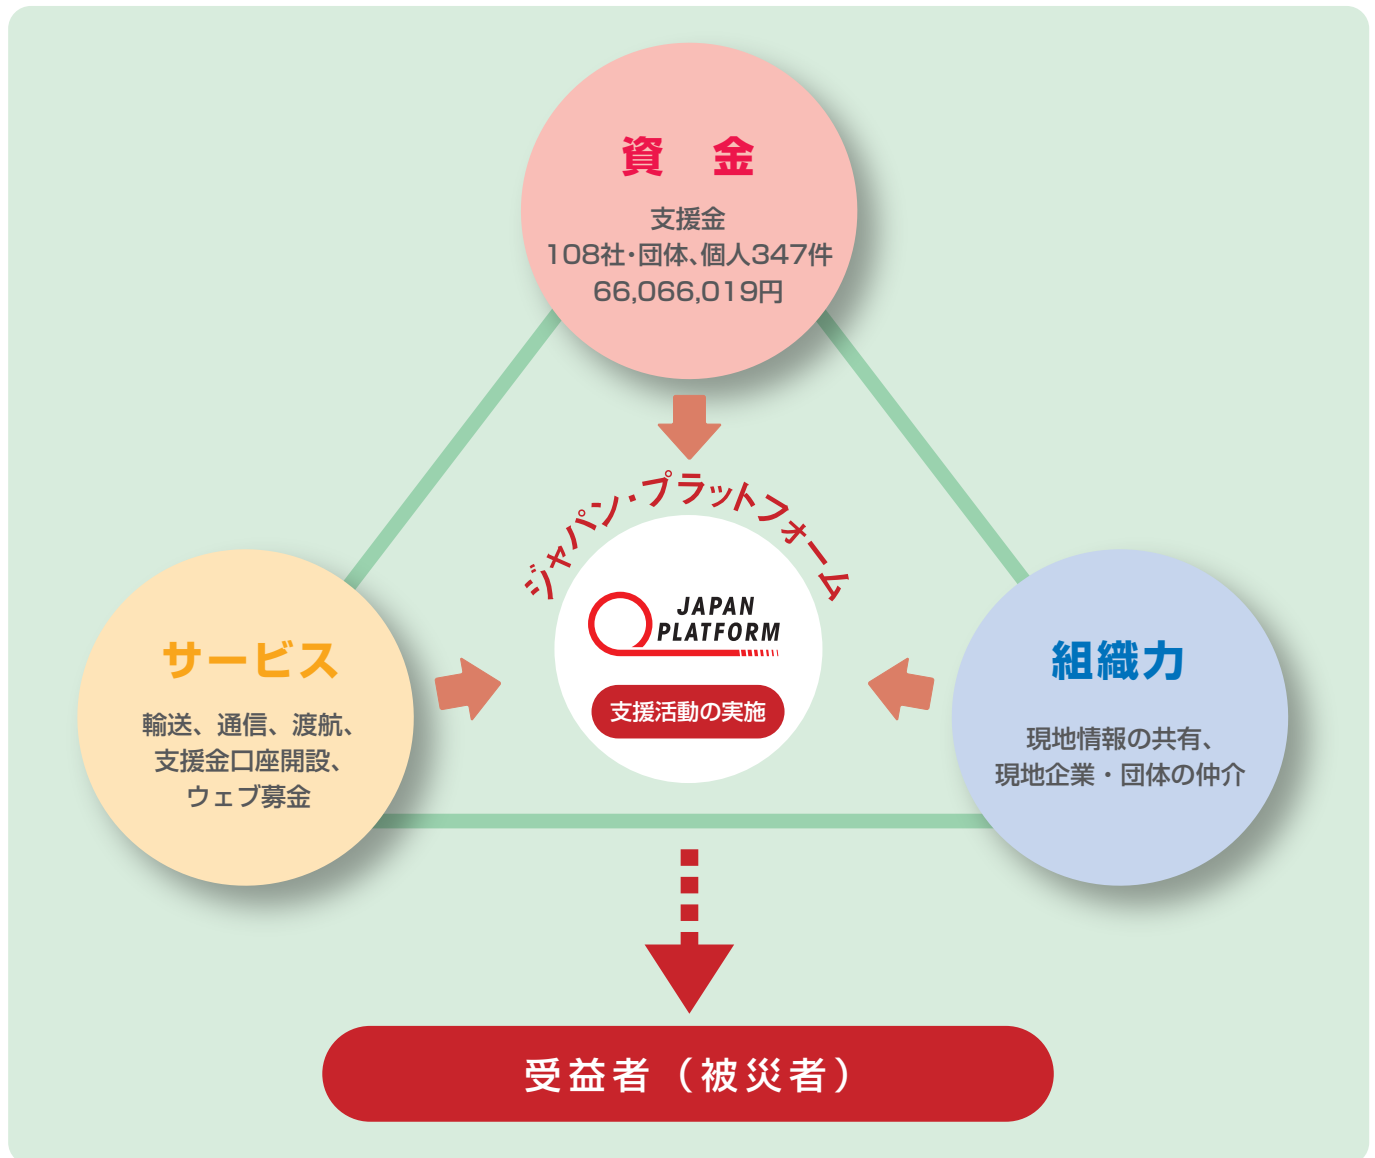 資　金
支援金
108社・団体、個人347件
66,066,019円
ジャパン・プラットフォーム
JAPAN
PLATFORM
支援活動の実施
サービス
輸送、通信、渡航、
支援金口座開設、
ウェブ募金
組織力
現地情報の共有、
現地企業・団体の仲介
受益者（被災者）